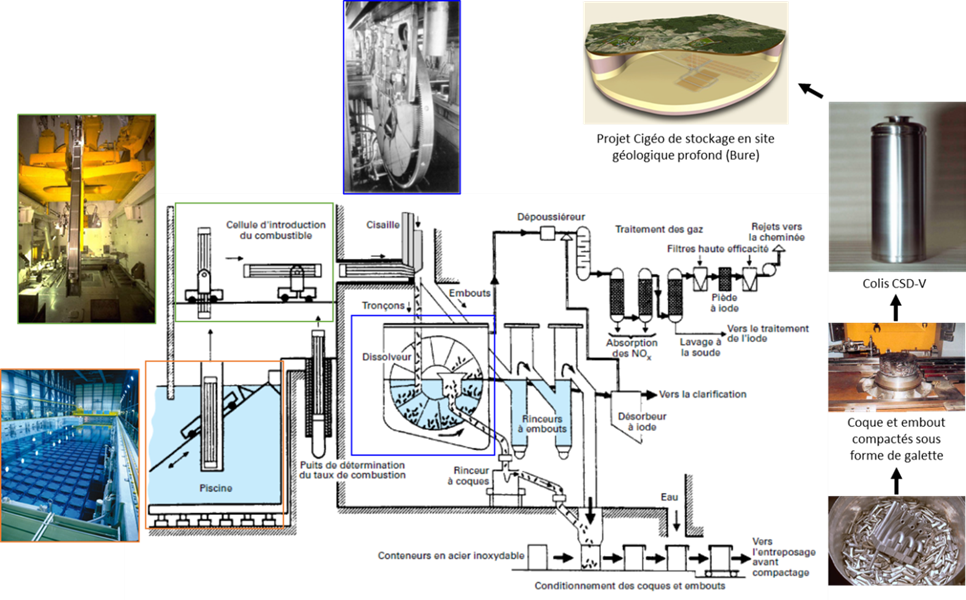 Projet Cigéo de stockage en site
géologique profond (Bure)
Colis CSD-V
Coque et embout
compactés sous
forme de galette
Cellule d'introduction
du combustible
Cisaille
Dépoussiéreur
Traitement des gaz
Rejets vers
la cheminée
Filtres haute efficacité
Piède
à iode
Embouts
Tronçons
Absorption
des NOx
Lavage à
la soude
Vers le traitement
de l'iode
Dissolveur
Vers la clarification
Rinceurs
à embouts
Désorbeur
à iode
Piscine
Puits de détermination
du taux de combustion
Rinceur
à coques
Eau
Conteneurs en acier inoxydable
Vers
l'entreposage
avant
compactage
Conditionnement des coques et embouts